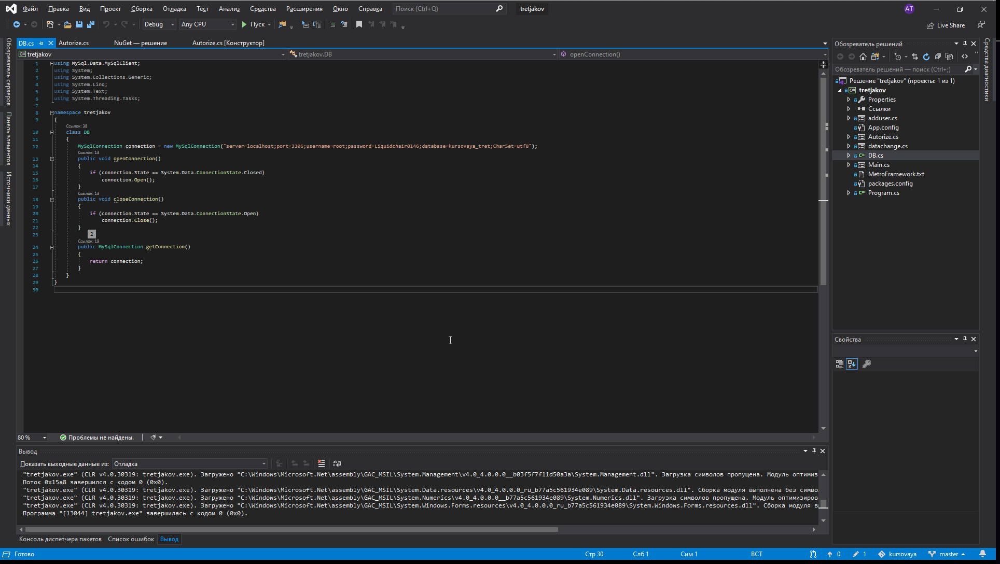 Файл Правка Вид Проект Сборка Отладка Тест Анализ Средства Расширения Окно Справка Поиск (Ctrl+Q) tretjakov AT
Debug Any CPU Пуск Live Share
DB.cs Autorize.cs NuGet — решение Autorize.cs [Конструктор]
tretjakov tretjakov.DB openConnection()
Обозреватель серверов
Панель элементов
Источники данных
1 using MySql.Data.MySqlClient;
2 using System;
3 using System.Collections.Generic;
4 using System.Linq;
5 using System.Text;
6 using System.Threading.Tasks;
7
8 namespace tretjakov
9 {
Ссылок: 38
10 class DB
11 {
12 MySqlConnection connection = new MySqlConnection("server=localhost;port=3306;username=root;password=Liquidchair0146;database=kursovaya_tret;CharSet=utf8");
Ссылок: 13
13 public void openConnection()
14 {
15 if (connection.State == System.Data.ConnectionState.Closed)
16 connection.Open();
17 }
Ссылок: 13
18 public void closeConnection()
19 {
20 if (connection.State == System.Data.ConnectionState.Open)
21 connection.Close();
22 }
23 2
Ссылок: 19
24 public MySqlConnection getConnection()
25 {
26 return connection;
27 }
28 }
29 }
30
80 % Проблемы не найдены.
Вывод
Показать выходные данные из: Отладка
"tretjakov.exe" (CLR v4.0.30319: tretjakov.exe). Загружено "C:\Windows\Microsoft.Net\assembly\GAC_MSIL\System.Management\v4.0_4.0.0.0__b03f5f7f11d50a3a\System.Management.dll". Загрузка символов пропущена. Модуль оптимиз
Поток 0x15a8 завершился с кодом 0 (0x0).
"tretjakov.exe" (CLR v4.0.30319: tretjakov.exe). Загружено "C:\Windows\Microsoft.Net\assembly\GAC_MSIL\System.Data.resources\v4.0_4.0.0.0_ru_b77a5c561934e089\System.Data.resources.dll". Сборка модуля выполнена без симво
"tretjakov.exe" (CLR v4.0.30319: tretjakov.exe). Загружено "C:\Windows\Microsoft.Net\assembly\GAC_MSIL\System.Numerics\v4.0_4.0.0.0__b77a5c561934e089\System.Numerics.dll". Загрузка символов пропущена. Модуль оптимизиров
"tretjakov.exe" (CLR v4.0.30319: tretjakov.exe). Загружено "C:\Windows\Microsoft.Net\assembly\GAC_MSIL\System.Windows.Forms.resources\v4.0_4.0.0.0_ru_b77a5c561934e089\System.Windows.Forms.resources.dll". Сборка модуля в
Программа "[13044] tretjakov.exe" завершилась с кодом 0 (0x0).
Консоль диспетчера пакетов Список ошибок Вывод
Обозреватель решений
Обозреватель решений — поиск (Ctrl+;)
Решение "tretjakov" (проекты: 1 из 1)
tretjakov
Properties
Ссылки
adduser.cs
App.config
Autorize.cs
datachange.cs
DB.cs
Main.cs
MetroFramework.txt
packages.config
Program.cs
Свойства
Средства диагностики
Готово Стр 30 Слб 1 Сим 1 ВСТ 0 1 kursovaya master